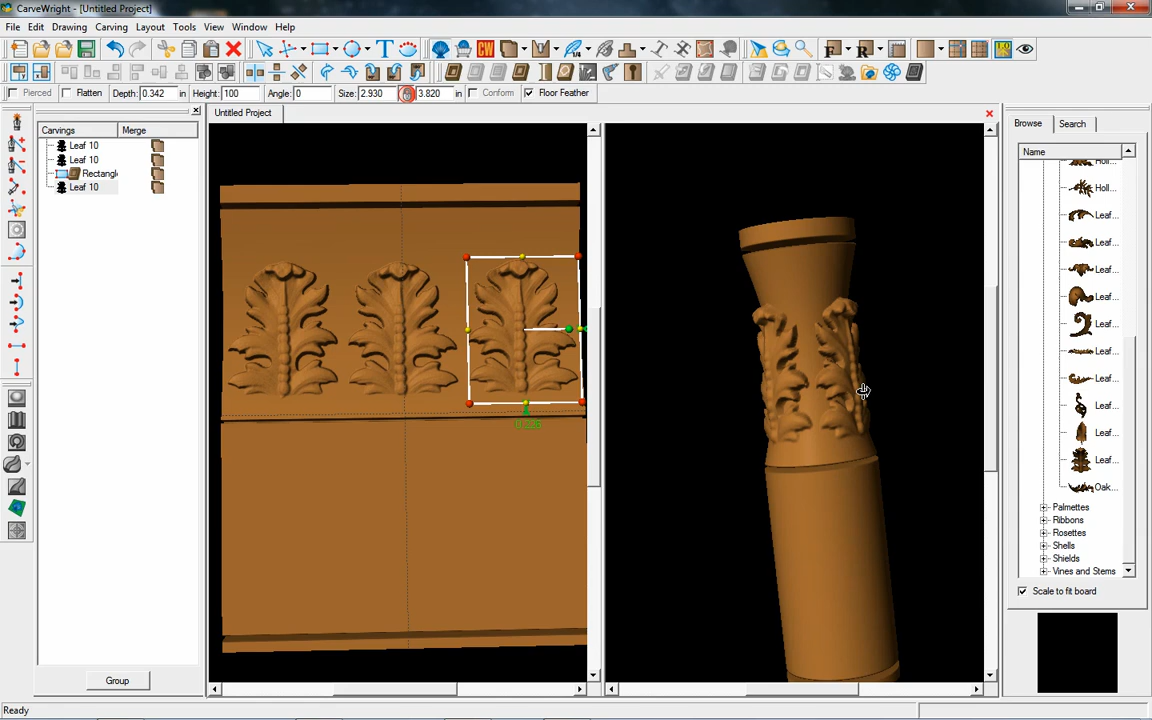 CarveWright - [Untitled Project]
File Edit Drawing Carving Layout Tools View Window Help
CW
T
F R
Pierced Flatten Depth: 0.342 in Height: 100 Angle: 0 Size: 2.930 3.820 in Conform Floor Feather
Untitled Project
Browse Search
Carvings Merge
Name
Leaf 10
Leaf 10
Rectangl
Leaf 10
Holl...
Leaf...
Leaf...
Leaf...
Leaf...
Leaf...
Leaf...
Leaf...
Leaf...
Leaf...
Leaf...
Oak...
Palmettes
Ribbons
Rosettes
Shells
Shields
Vines and Stems
Scale to fit board
Group
Ready